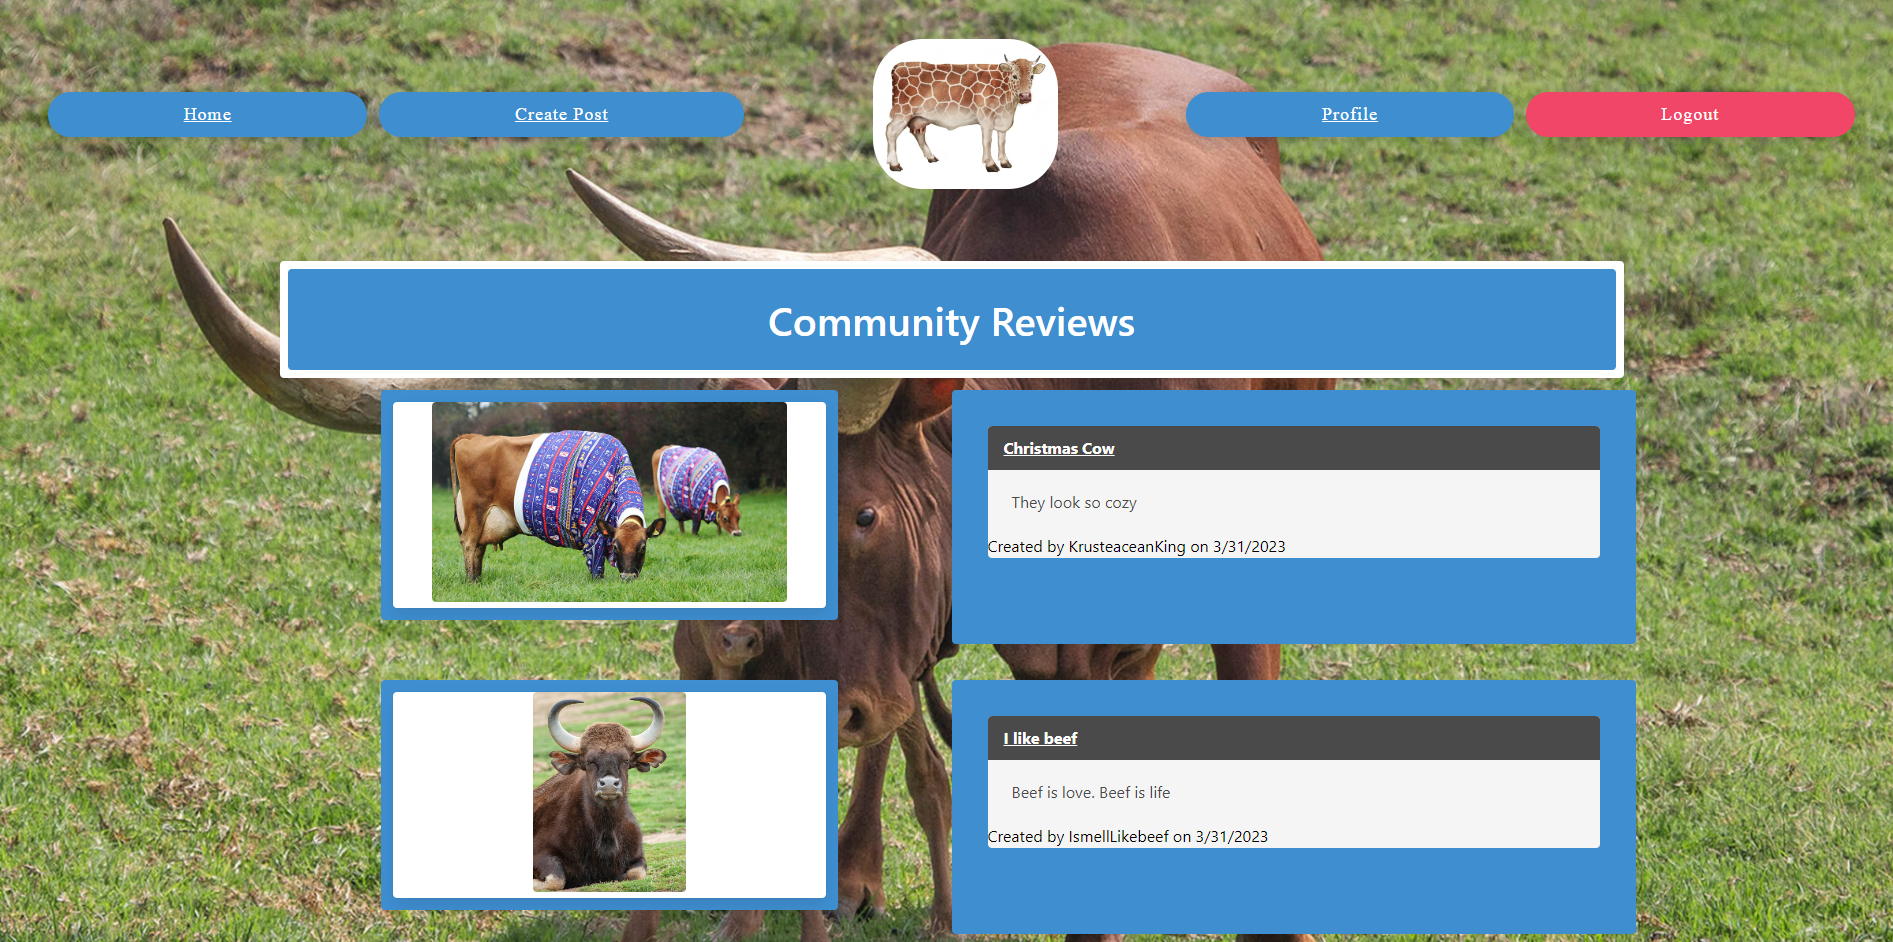 Home
Create Post
Profile
Logout
Community Reviews
Christmas Cow
They look so cozy
Created by KrusteaceanKing on 3/31/2023
I like beef
Beef is love. Beef is life
Created by IsmellLikebeef on 3/31/2023